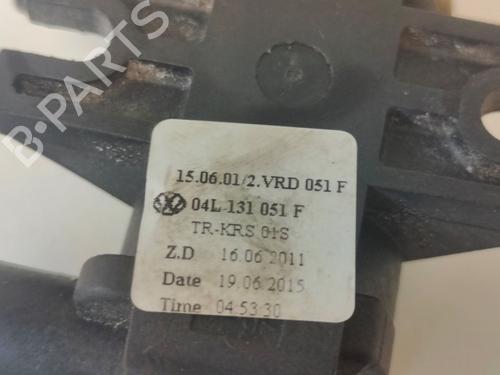 B-PARTS
15.06.01/2.VRD 051 F
04L 131 051 F
TR-KRS 01S
Z.D 16.06.2011
Date 19.06.2015
Time 04:53:30